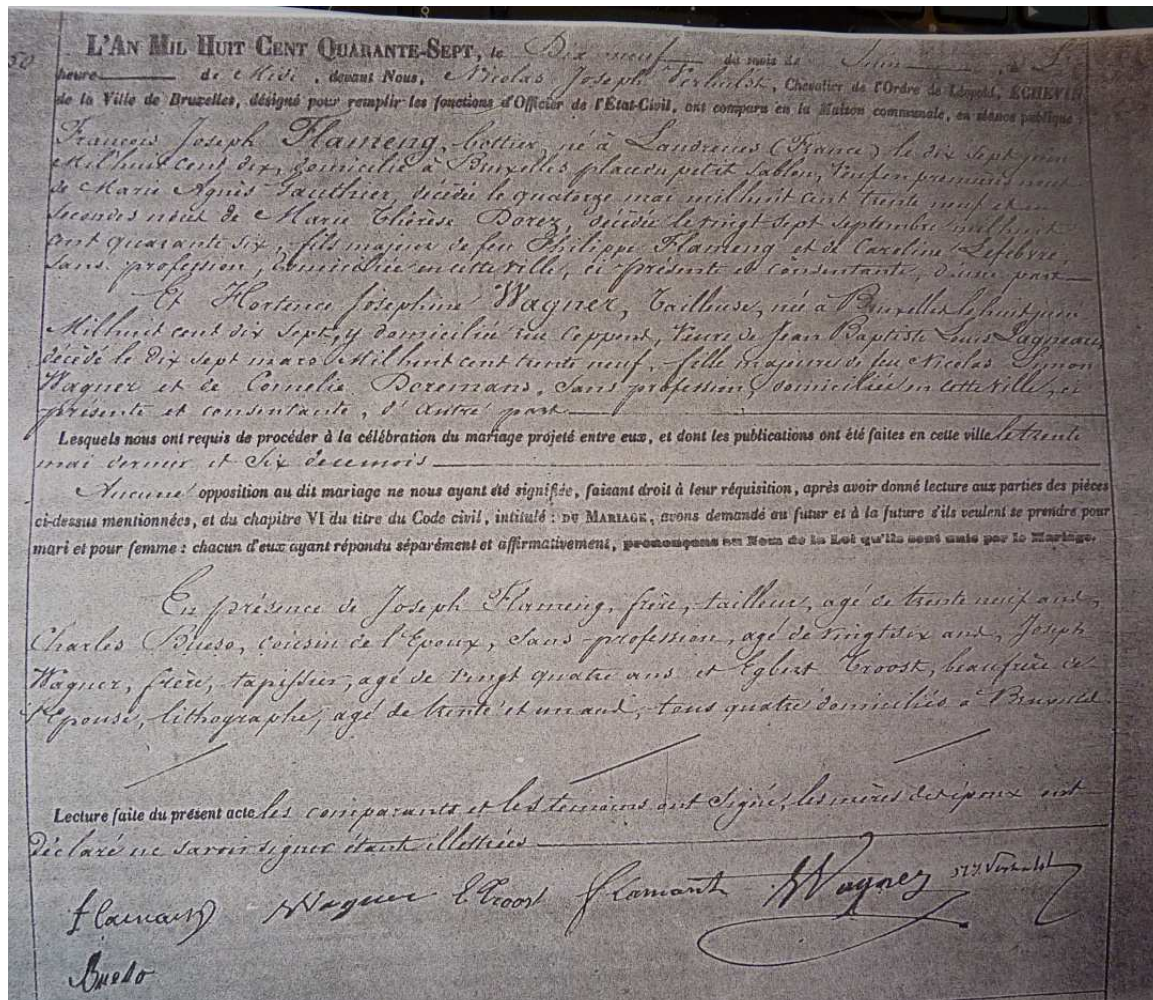 50
L'AN MIL HUIT CENT QUARANTE-SEPT, le Dix neuf du mois de Juin, à
heure de Midi, devant Nous, Nicolas Joseph Verhulst, Chevalier de l'Ordre de Léopold, ÉCHEVIN
de la Ville de Bruxelles, désigné pour remplir les fonctions d'Officier de l'État-Civil, ont comparu en la Maison communale, en séance publique:
François Joseph Flameng, bottier, né à Landrecies (France) le dix sept juin
Mil huit cent dix, domicilié à Bruxelles place du petit Sablon, Veuf en premières noces
de Marie Agnès Gauthier, décédée le quatorze mai mil huit cent trente neuf et en
secondes noces de Marie Thérèse Dorez, décédée le vingt sept septembre mil huit
cent quarante six, fils majeur de feu Philippe Flameng et de Caroline Lefebvre,
sans profession, domiciliée en cette ville, ci présente et consentante, d'une part
Et Hortence Joséphine Wagner, Tailleuse, né à Bruxelles le huit juin
Mil huit cent dix sept, y domiciliée rue Veuve de Jean Baptiste Louis Lagneau,
décédé le dix sept mars Mil huit cent trente neuf, fille majeure de feu Nicolas Symon
Wagner et de Cornelie Deremans, sans profession, domiciliée en cette ville, ci
présente et consentante, d'autre part
Lesquels nous ont requis de procéder à la célébration du mariage projeté entre eux, et dont les publications ont été faites en cette ville le trente
mai dernier et Six de ce mois
Aucune opposition au dit mariage ne nous ayant été signifiée, faisant droit à leur réquisition, après avoir donné lecture aux parties des pièces
ci-dessus mentionnées, et du chapitre VI du titre du Code civil, intitulé : DU MARIAGE, avons demandé au futur et à la future s'ils veulent se prendre pour
mari et pour femme : chacun d'eux ayant répondu séparément et affirmativement, prononçons au Nom de la Loi qu'ils sont unis par le Mariage.
En présence de Joseph Flameng, frère, tailleur, agé de trente neuf ans,
Charles Bueso, cousin de l'Epoux, sans profession, agé de vingt six ans, Joseph
Wagner, frère, tapissier, agé de vingt quatre ans et Egbert Troost, beaufrère de
l'Epouse, lithographe, agé de trente et un ans, tous quatre domiciliés à Bruxelles
Lecture faite du présent acte les comparants et les temoins ont signé, les mères des époux ont
déclaré ne savoir signer étant illettrées
Flamang Wagner E Troost Flamant Wagner Verhulst
Bueso